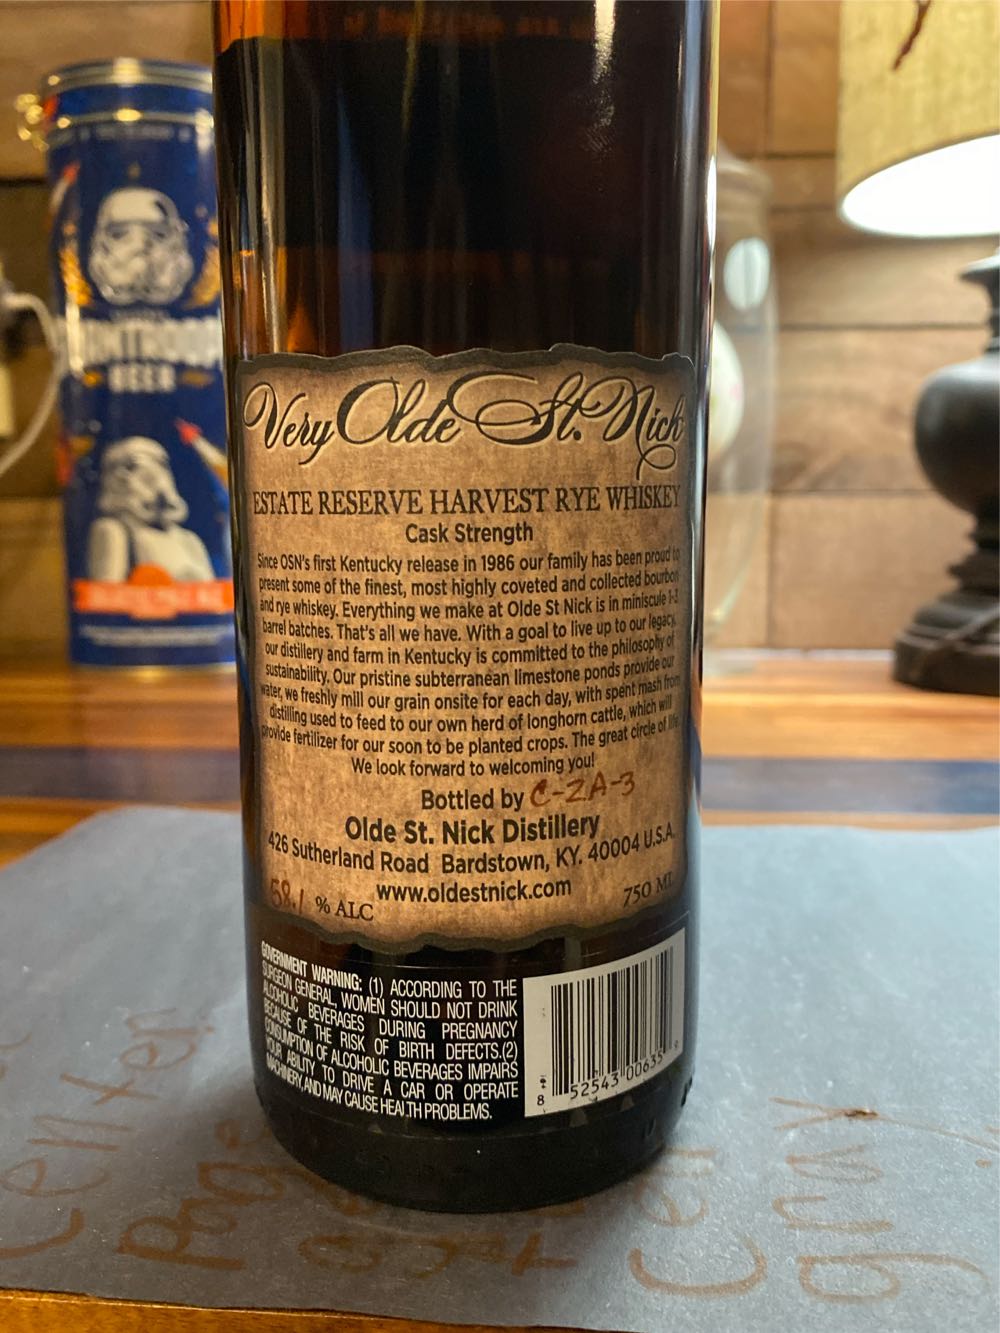 BEER
Very Olde St. Nick
ESTATE RESERVE HARVEST RYE WHISKEY
Cask Strength
Since OSN's first Kentucky release in 1986 our family has been proud to
present some of the finest, most highly coveted and collected bourbon
and rye whiskey. Everything we make at Olde St Nick is in miniscule 1-3
barrel batches. That's all we have. With a goal to live up to our legacy,
our distillery and farm in Kentucky is committed to the philosophy of
sustainability. Our pristine subterranean limestone ponds provide our
water, we freshly mill our grain onsite for each day, with spent mash from
distilling used to feed to our own herd of longhorn cattle, which will
provide fertilizer for our soon to be planted crops. The great circle of life
We look forward to welcoming you!
Bottled by C-ZA-3
Olde St. Nick Distillery
426 Sutherland Road Bardstown, KY. 40004 U.S.A.
www.oldestnick.com
58.1 % ALC
750 ML
GOVERNMENT WARNING: (1) ACCORDING TO THE
SURGEON GENERAL, WOMEN SHOULD NOT DRINK
ALCOHOLIC BEVERAGES DURING PREGNANCY
BECAUSE OF THE RISK OF BIRTH DEFECTS.(2)
CONSUMPTION OF ALCOHOLIC BEVERAGES IMPAIRS
YOUR ABILITY TO DRIVE A CAR OR OPERATE
MACHINERY, AND MAY CAUSE HEALTH PROBLEMS.
8 52543 00635 9
Center
gray